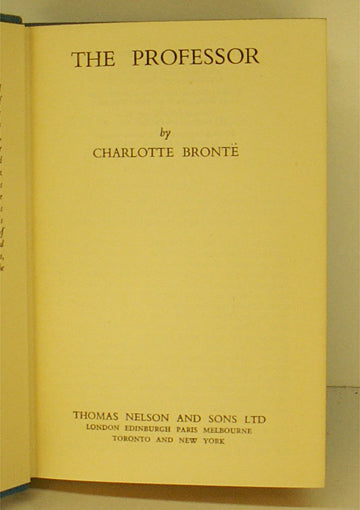 THE PROFESSOR
by
CHARLOTTE BRONTË
THOMAS NELSON AND SONS LTD
LONDON EDINBURGH PARIS MELBOURNE
TORONTO AND NEW YORK